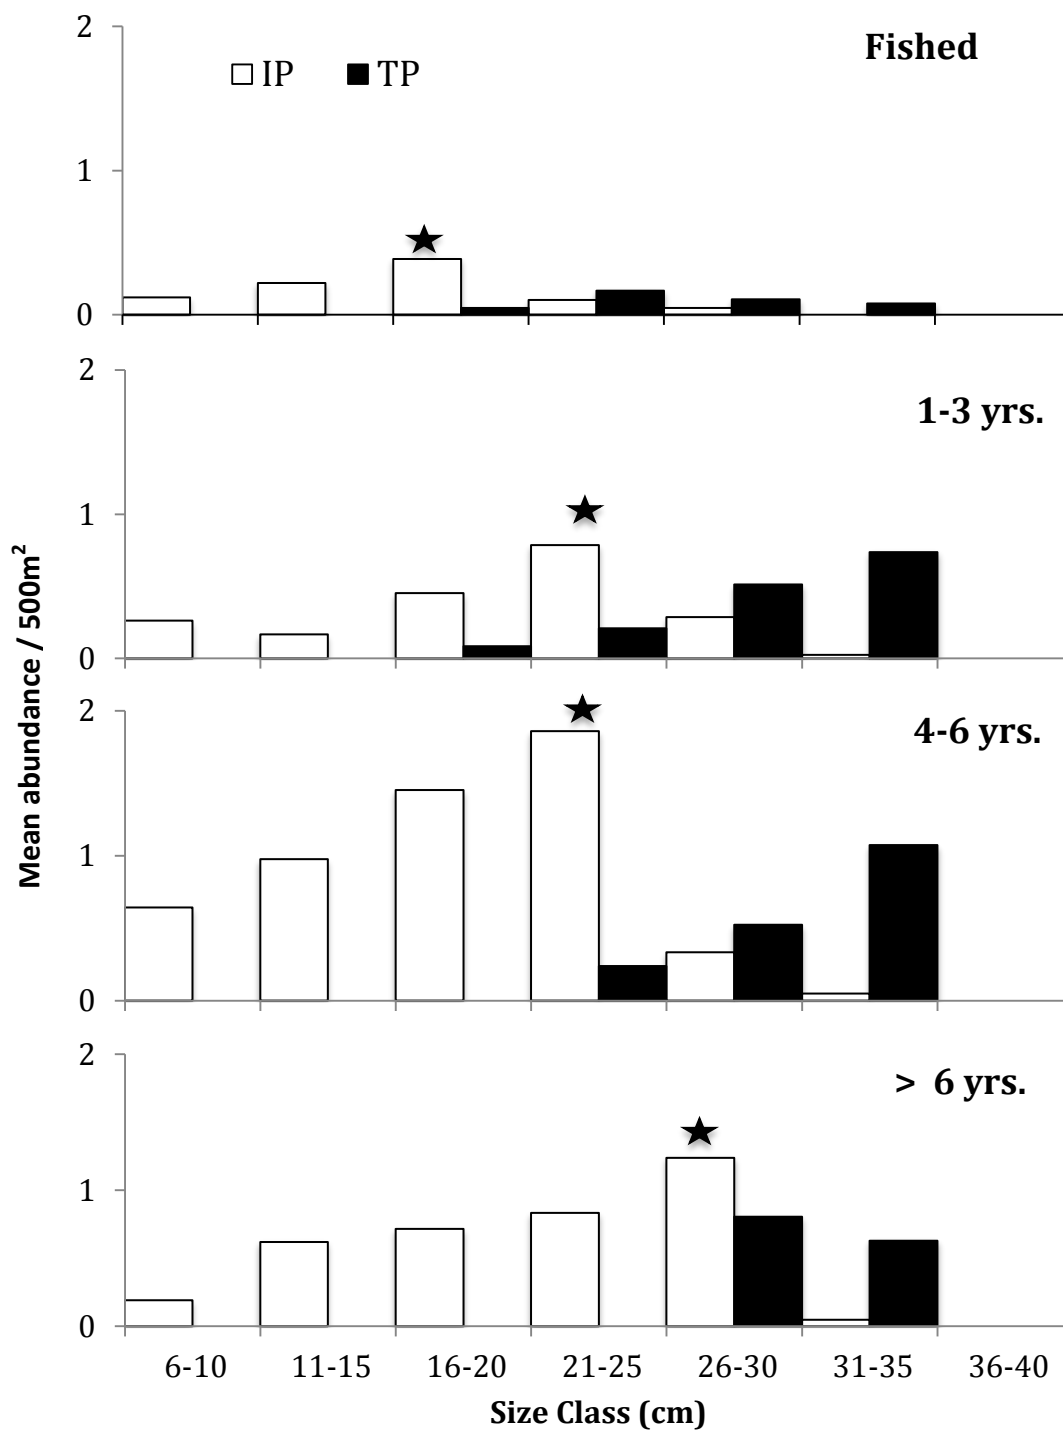 2
Fished
IP TP
1
0
2
1-3 yrs.
1
0
Mean abundance / 500m²
2
4-6 yrs.
1
0
2
> 6 yrs.
1
0
6-10 11-15 16-20 21-25 26-30 31-35 36-40
Size Class (cm)